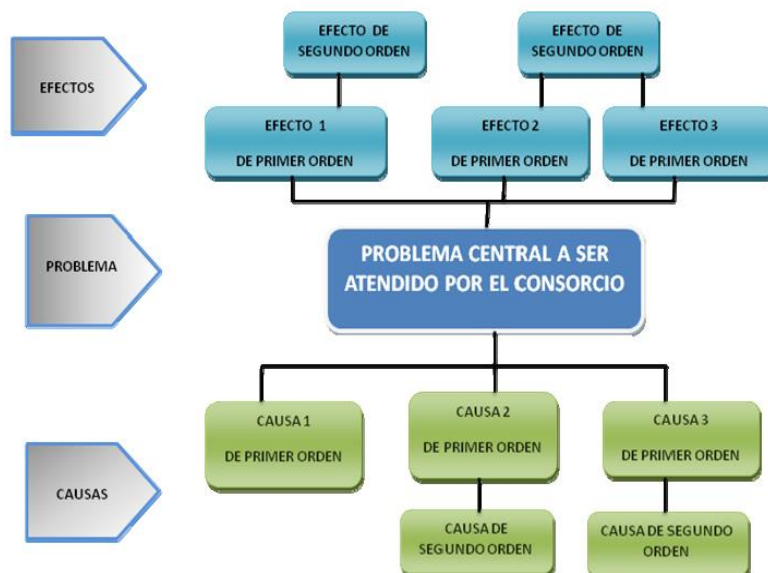 EFECTO DE
SEGUNDO ORDEN
EFECTO DE
SEGUNDO ORDEN
EFECTOS
EFECTO 1
DE PRIMER ORDEN
EFECTO 2
DE PRIMER ORDEN
EFECTO 3
DE PRIMER ORDEN
PROBLEMA
PROBLEMA CENTRAL A SER
ATENDIDO POR EL CONSORCIO
CAUSA 1
DE PRIMER ORDEN
CAUSA 2
DE PRIMER ORDEN
CAUSA 3
DE PRIMER ORDEN
CAUSAS
CAUSA DE
SEGUNDO ORDEN
CAUSA DE SEGUNDO
ORDEN